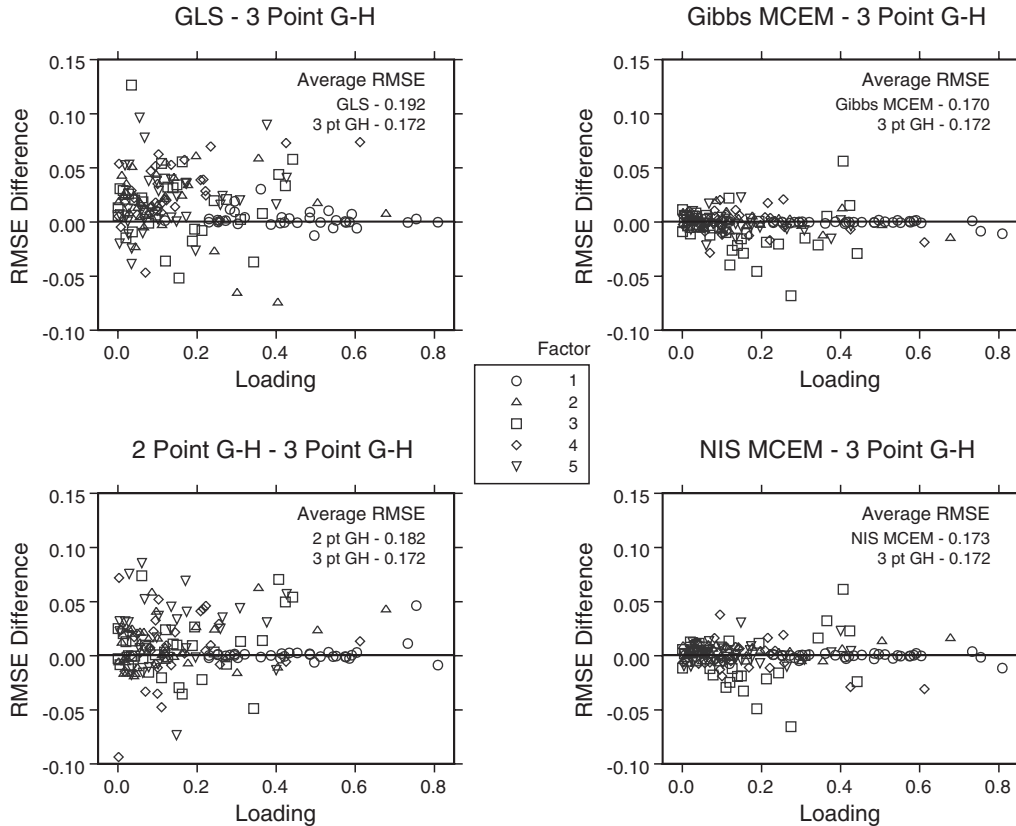 GLS - 3 Point G-H
RMSE Difference
0.15
0.10
0.05
0.00
-0.05
-0.10
Average RMSE
GLS - 0.192
3 pt GH - 0.172
0.0 0.2 0.4 0.6 0.8
Loading
Gibbs MCEM - 3 Point G-H
RMSE Difference
0.15
0.10
0.05
0.00
-0.05
-0.10
Average RMSE
Gibbs MCEM - 0.170
3 pt GH - 0.172
0.0 0.2 0.4 0.6 0.8
Loading
Factor
1
2
3
4
5
2 Point G-H - 3 Point G-H
RMSE Difference
0.15
0.10
0.05
0.00
-0.05
-0.10
Average RMSE
2 pt GH - 0.182
3 pt GH - 0.172
0.0 0.2 0.4 0.6 0.8
Loading
NIS MCEM - 3 Point G-H
RMSE Difference
0.15
0.10
0.05
0.00
-0.05
-0.10
Average RMSE
NIS MCEM - 0.173
3 pt GH - 0.172
0.0 0.2 0.4 0.6 0.8
Loading